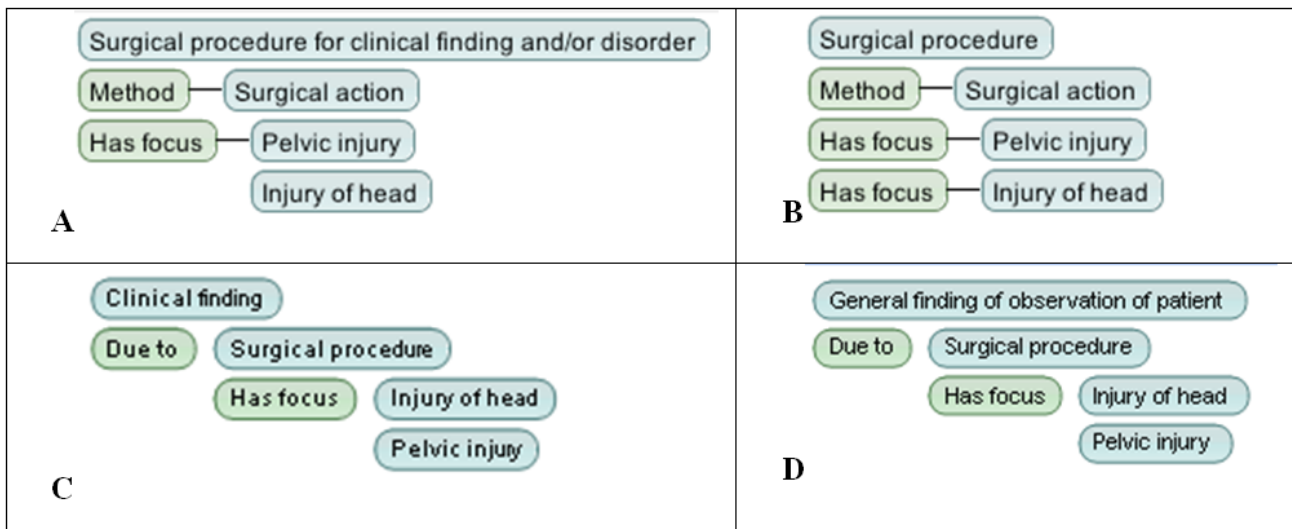 Surgical procedure for clinical finding and/or disorder
Method Surgical action
Has focus Pelvic injury
Injury of head
A
Surgical procedure
Method Surgical action
Has focus Pelvic injury
Has focus Injury of head
B
Clinical finding
Due to Surgical procedure
Has focus Injury of head
Pelvic injury
C
General finding of observation of patient
Due to Surgical procedure
Has focus Injury of head
Pelvic injury
D